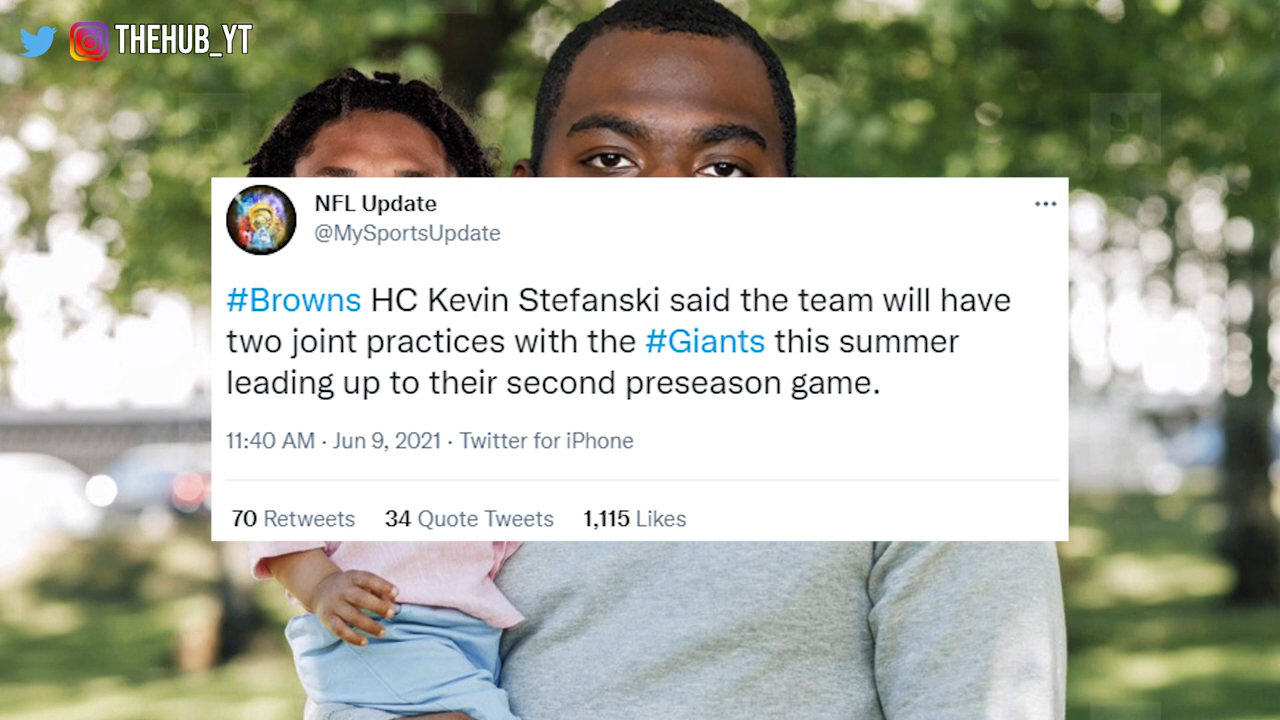 THEHUB_YT
NFL Update
@MySportsUpdate
#Browns HC Kevin Stefanski said the team will have
two joint practices with the #Giants this summer
leading up to their second preseason game.
11:40 AM · Jun 9, 2021 · Twitter for iPhone
70 Retweets 34 Quote Tweets 1,115 Likes